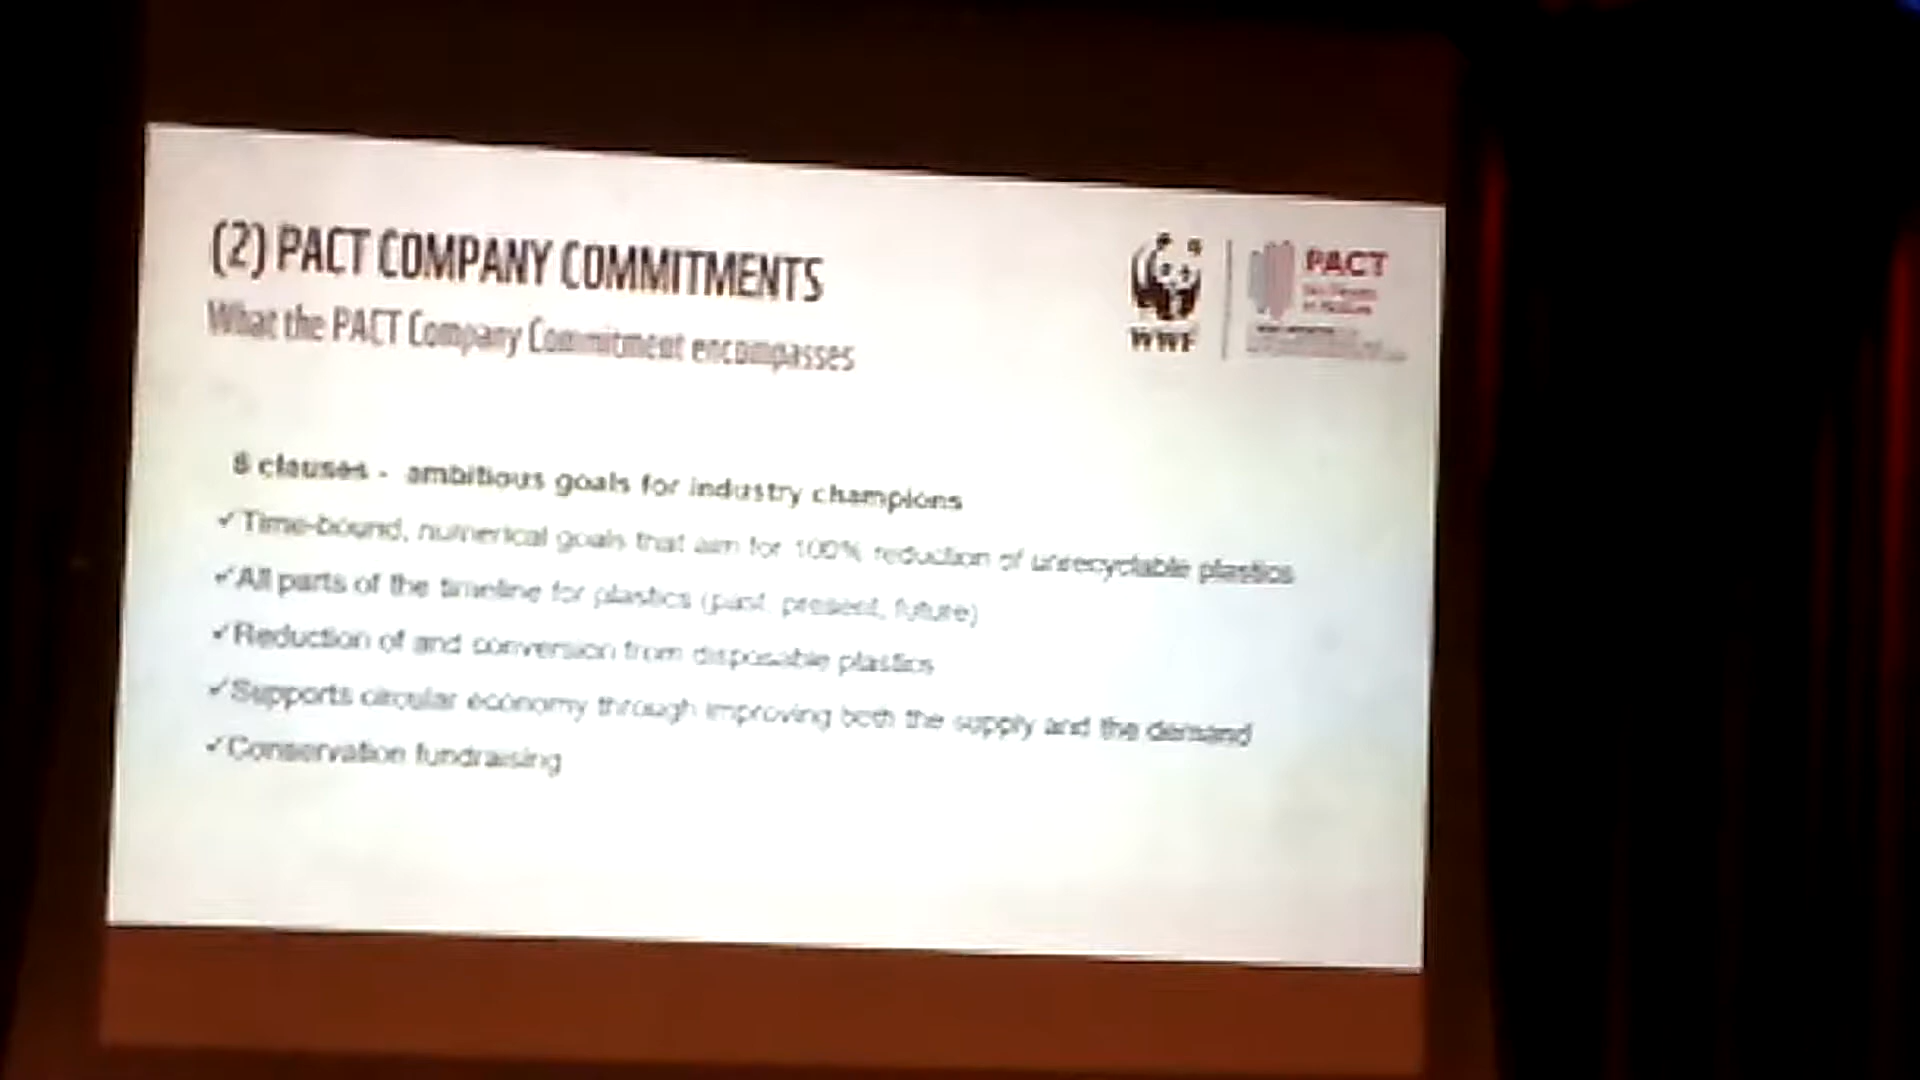 (2) PACT COMPANY COMMITMENTS
What the PACT Company Commitment encompasses
WWF
PACT
clauses - ambitious goals for industry champions
✓Time-bound, numerical goals that aim for 100% reduction of unrecyclable plastics
✓All parts of the timeline for plastics (past, present, future)
✓Reduction of and conversion from disposable plastics
✓Supports circular economy through improving both the supply and the demand
✓Conservation fundraising